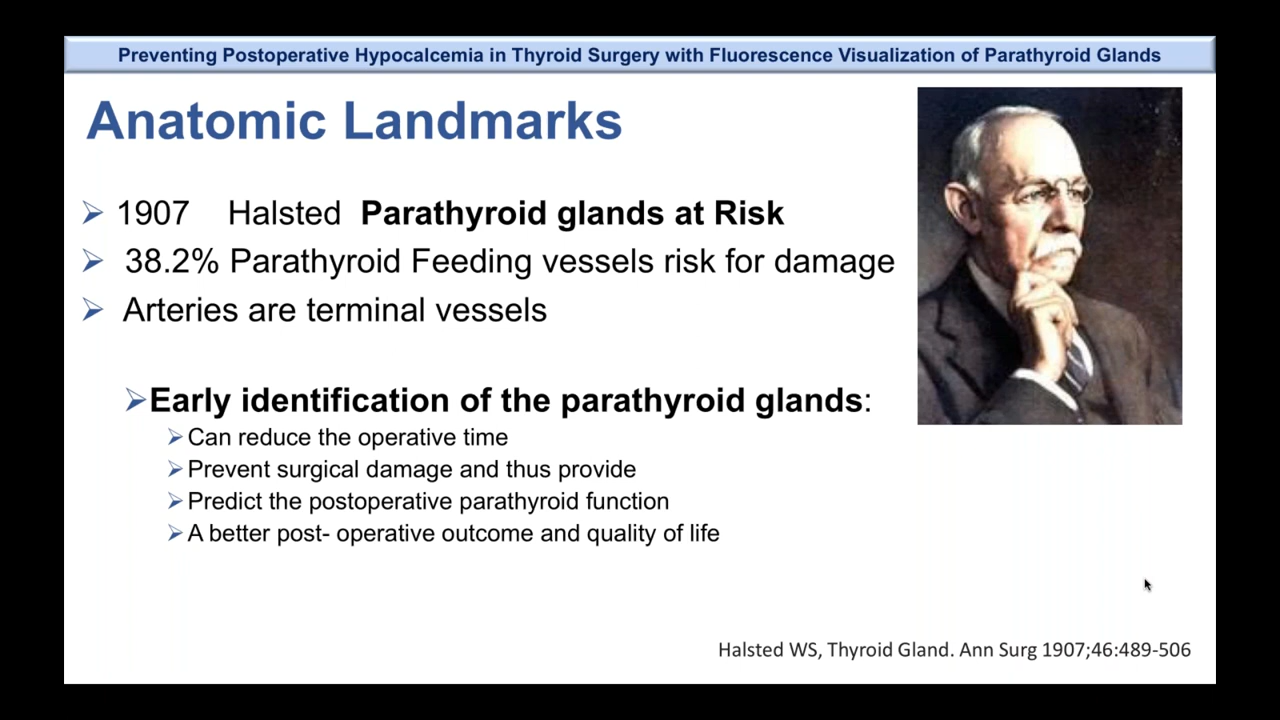 Preventing Postoperative Hypocalcemia in Thyroid Surgery with Fluorescence Visualization of Parathyroid Glands
Anatomic Landmarks
1907 Halsted Parathyroid glands at Risk
38.2% Parathyroid Feeding vessels risk for damage
Arteries are terminal vessels
Early identification of the parathyroid glands:
Can reduce the operative time
Prevent surgical damage and thus provide
Predict the postoperative parathyroid function
A better post- operative outcome and quality of life
Halsted WS, Thyroid Gland. Ann Surg 1907;46:489-506